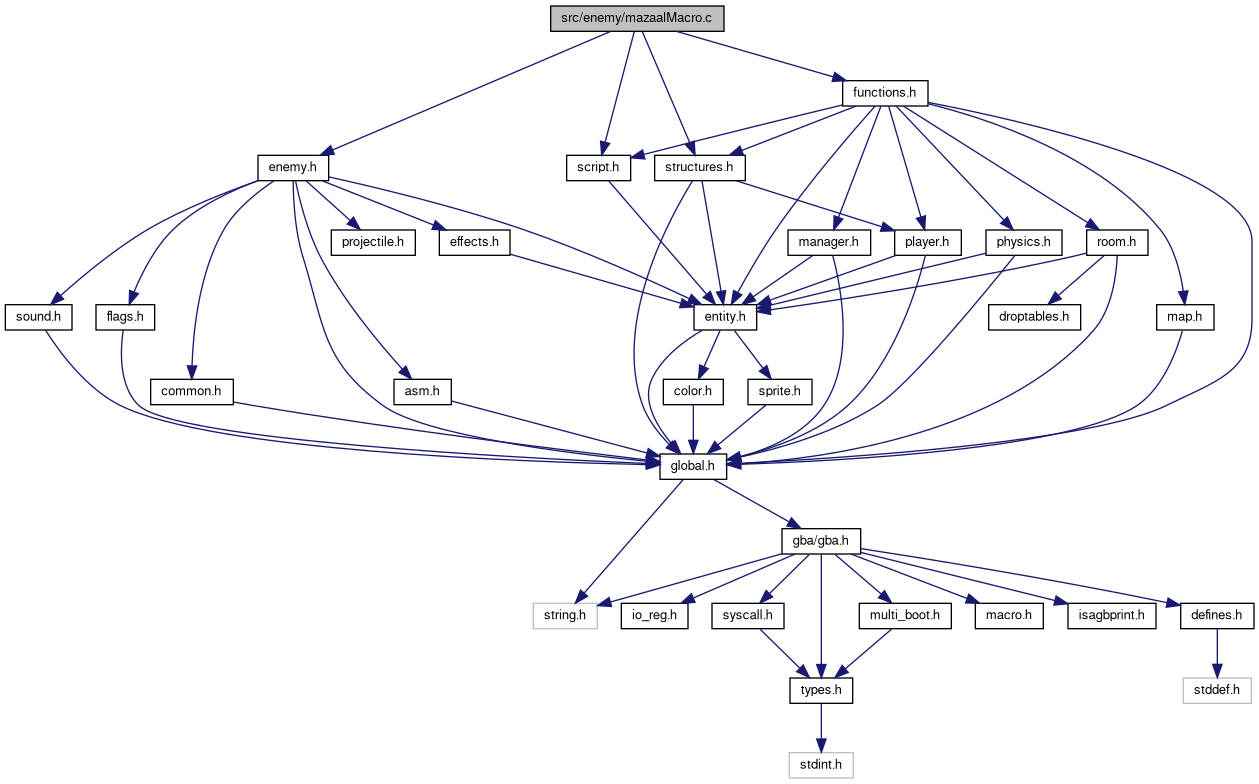 src/enemy/mazaalMacro.c
functions.h
enemy.h
script.h
structures.h
projectile.h
effects.h
manager.h
player.h
physics.h
room.h
sound.h
flags.h
entity.h
droptables.h
map.h
common.h
asm.h
color.h
sprite.h
global.h
gba/gba.h
string.h
io_reg.h
syscall.h
multi_boot.h
macro.h
isagbprint.h
defines.h
types.h
stddef.h
stdint.h